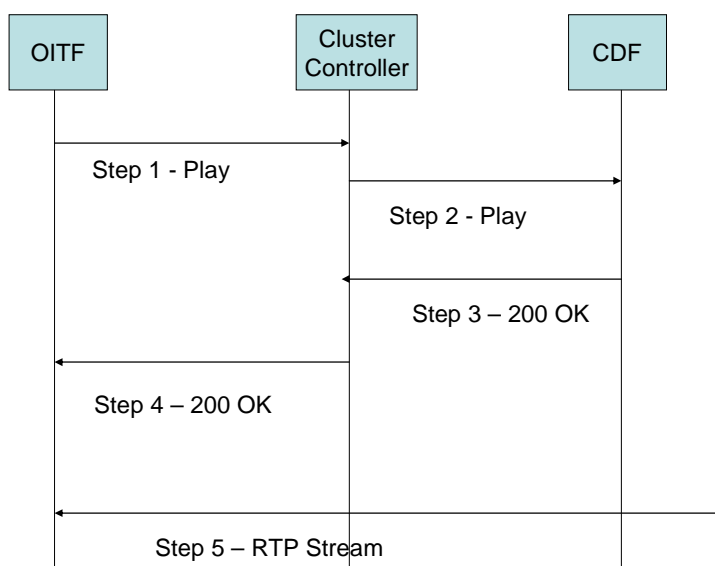 OITF
Cluster
Controller
CDF
Step 1 - Play
Step 2 - Play
Step 3 – 200 OK
Step 4 – 200 OK
Step 5 – RTP Stream